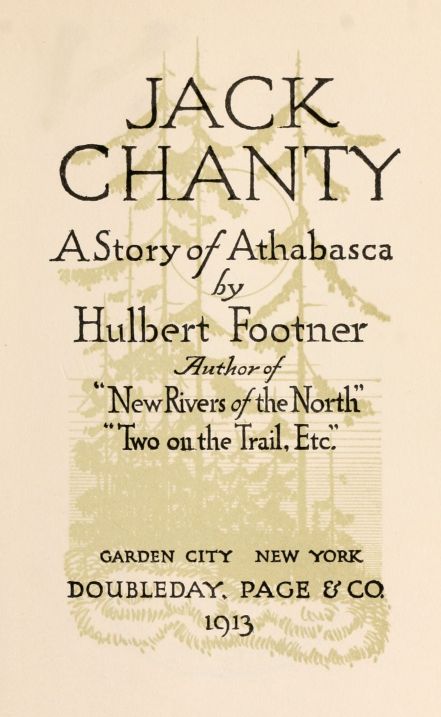 JACK
CHANTY
A Story of Athabasca
by
Hulbert Footner
Author of
"New Rivers of the North"
"Two on the Trail, Etc."
GARDEN CITY NEW YORK
DOUBLEDAY, PAGE & CO.
1913